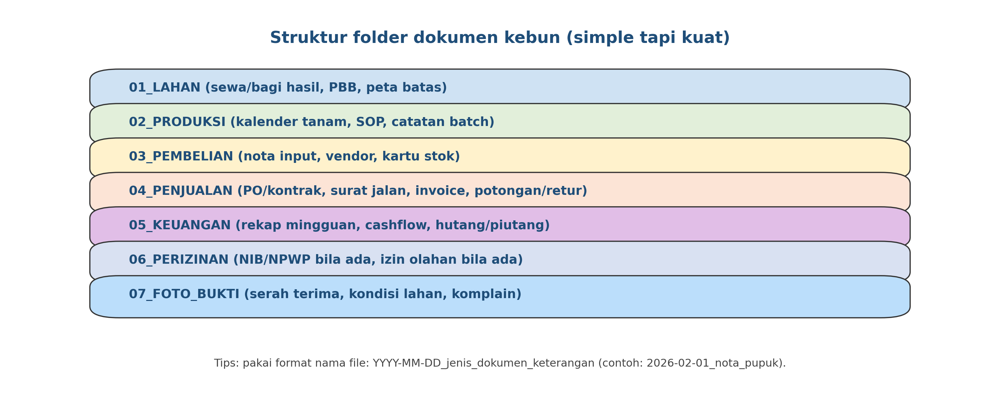 Struktur folder dokumen kebun (simple tapi kuat)
01_LAHAN (sewa/bagi hasil, PBB, peta batas)
02_PRODUKSI (kalender tanam, SOP, catatan batch)
03_PEMBELIAN (nota input, vendor, kartu stok)
04_PENJUALAN (PO/kontrak, surat jalan, invoice, potongan/retur)
05_KEUANGAN (rekap mingguan, cashflow, hutang/piutang)
06_PERIZINAN (NIB/NPWP bila ada, izin olahan bila ada)
07_FOTO_BUKTI (serah terima, kondisi lahan, komplain)
Tips: pakai format nama file: YYYY-MM-DD_jenis_dokumen_keterangan (contoh: 2026-02-01_nota_pupuk).